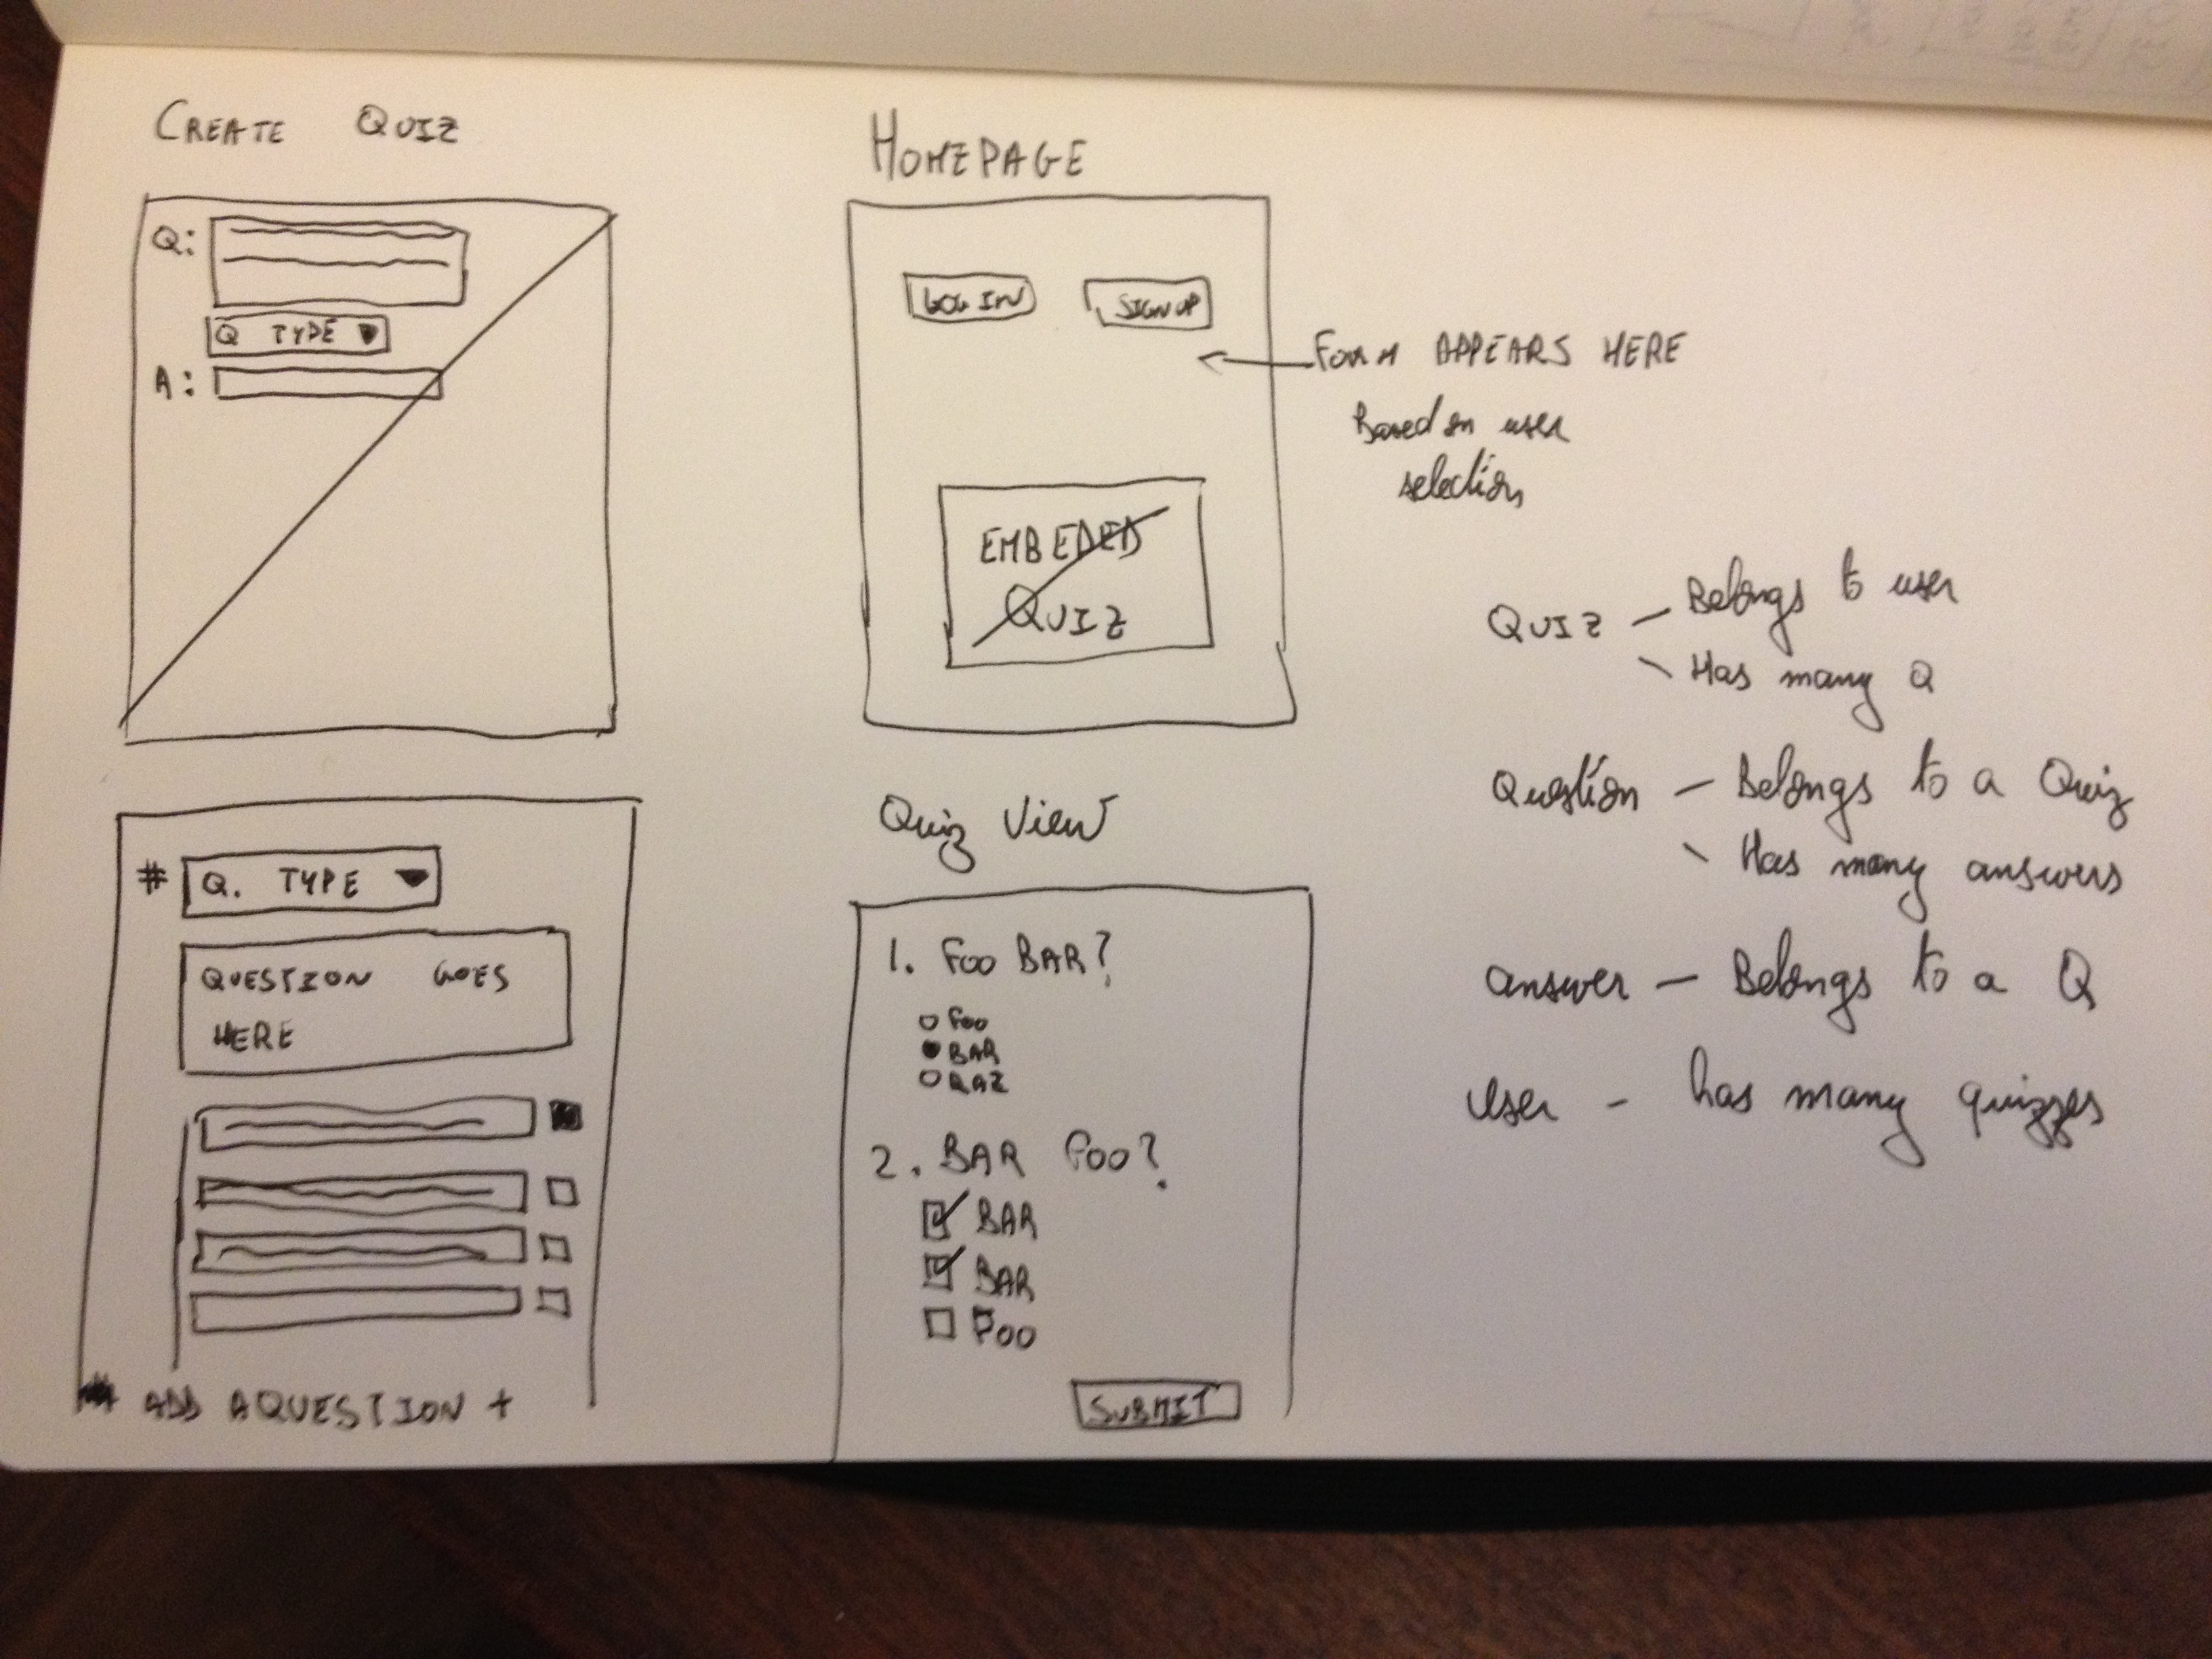 CREATE QUIZ
Q:
Q TYPE
A:
# Q. TYPE
QUESTION GOES
HERE
ADD A QUESTION +
HOMEPAGE
LOG IN SIGN UP
FORM APPEARS HERE
Based on user
selection
EMBEDED
QUIZ
Quiz View
1. FOO BAR?
FOO
BAR
BAZ
2. BAR FOO?
BAR
BAR
FOO
SUBMIT
QUIZ - Belongs to user
- Has many Q
Question - Belongs to a Quiz
- Has many answers
answer - Belongs to a Q
User - has many quizzes